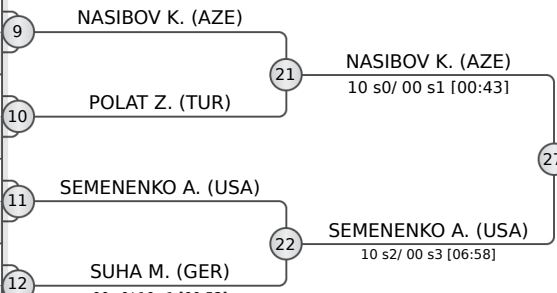 NASIBOV K. (AZE)
9
21
NASIBOV K. (AZE)
10 s0/ 00 s1 [00:43]
POLAT Z. (TUR)
10
27
SEMENENKO A. (USA)
11
22
SEMENENKO A. (USA)
10 s2/ 00 s3 [06:58]
SUHA M. (GER)
12